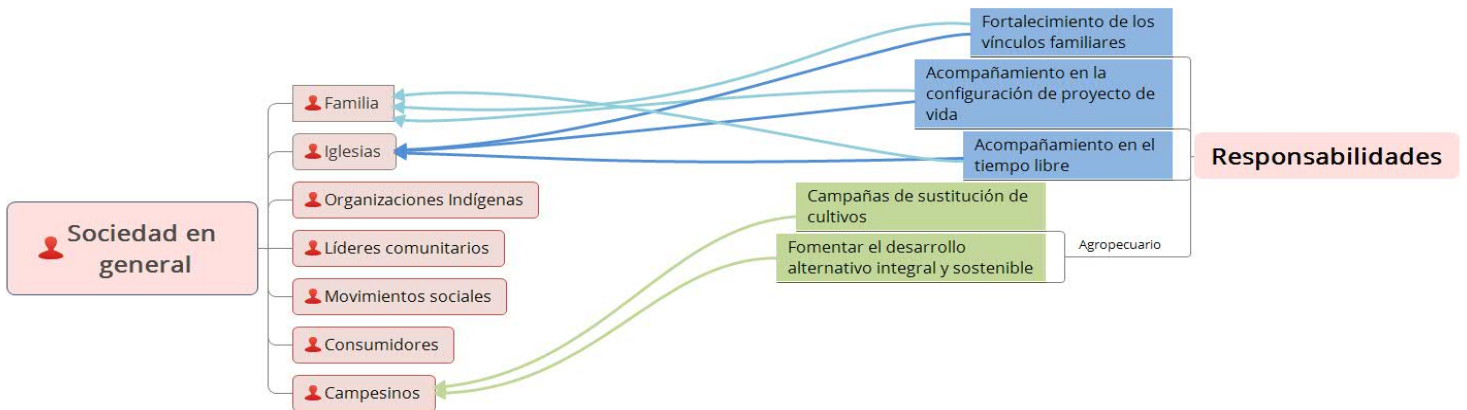 Sociedad en
general
Familia
Iglesias
Organizaciones Indígenas
Líderes comunitarios
Movimientos sociales
Consumidores
Campesinos
Fortalecimiento de los
vínculos familiares
Acompañamiento en la
configuración de proyecto de
vida
Acompañamiento en el
tiempo libre
Campañas de sustitución de
cultivos
Fomentar el desarrollo
alternativo integral y sostenible
Agropecuario
Responsabilidades